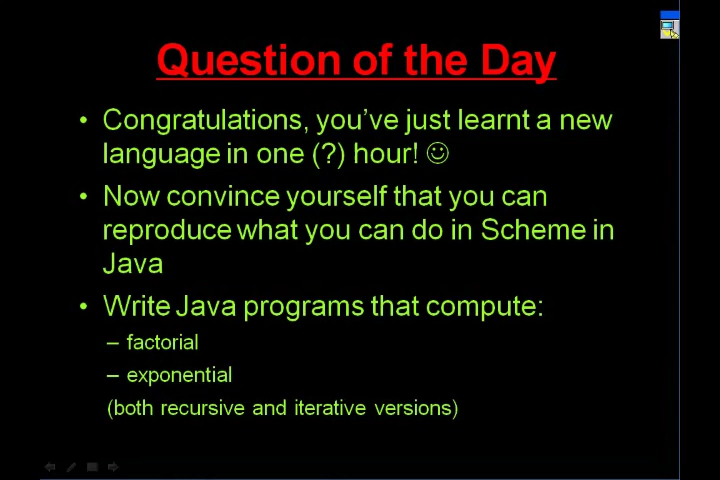 Question of the Day
• Congratulations, you've just learnt a new
language in one (?) hour! ☺
• Now convince yourself that you can
reproduce what you can do in Scheme in
Java
• Write Java programs that compute:
– factorial
– exponential
(both recursive and iterative versions)